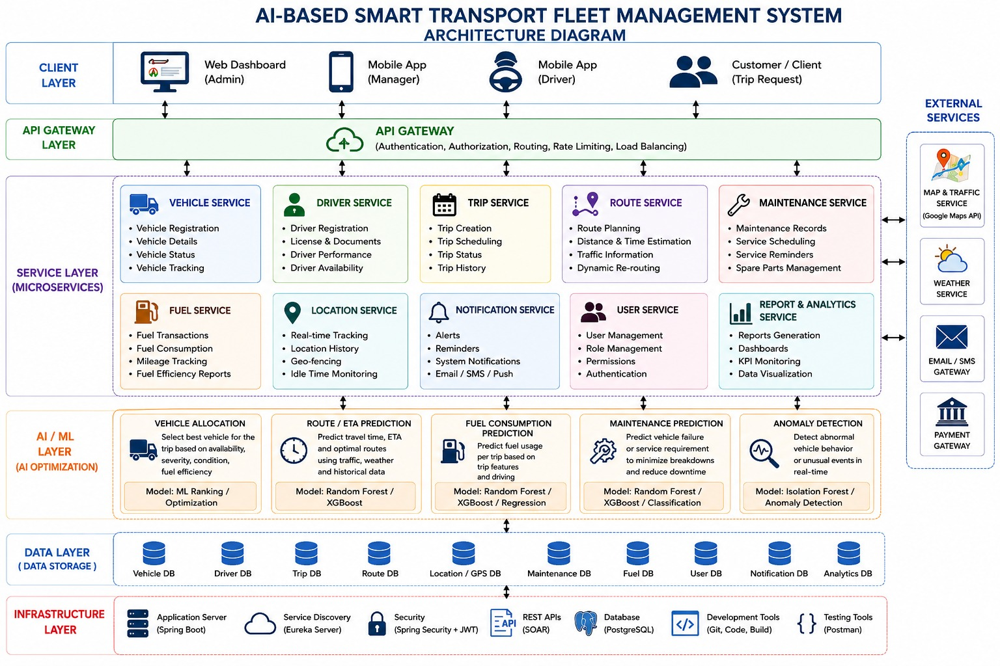 AI-BASED SMART TRANSPORT FLEET MANAGEMENT SYSTEM
ARCHITECTURE DIAGRAM
CLIENT
LAYER
Web Dashboard
(Admin)
Mobile App
(Manager)
Mobile App
(Driver)
Customer / Client
(Trip Request)
API GATEWAY
LAYER
API GATEWAY
(Authentication, Authorization, Routing, Rate Limiting, Load Balancing)
SERVICE LAYER
(MICROSERVICES)
VEHICLE SERVICE
• Vehicle Registration
• Vehicle Details
• Vehicle Status
• Vehicle Tracking
DRIVER SERVICE
• Driver Registration
• License & Documents
• Driver Performance
• Driver Availability
TRIP SERVICE
• Trip Creation
• Trip Scheduling
• Trip Status
• Trip History
ROUTE SERVICE
• Route Planning
• Distance & Time Estimation
• Traffic Information
• Dynamic Re-routing
MAINTENANCE SERVICE
• Maintenance Records
• Service Scheduling
• Service Reminders
• Spare Parts Management
FUEL SERVICE
• Fuel Transactions
• Fuel Consumption
• Mileage Tracking
• Fuel Efficiency Reports
LOCATION SERVICE
• Real-time Tracking
• Location History
• Geo-fencing
• Idle Time Monitoring
NOTIFICATION SERVICE
• Alerts
• Reminders
• System Notifications
• Email / SMS / Push
USER SERVICE
• User Management
• Role Management
• Permissions
• Authentication
REPORT & ANALYTICS
SERVICE
• Reports Generation
• Dashboards
• KPI Monitoring
• Data Visualization
EXTERNAL
SERVICES
MAP & TRAFFIC
SERVICE
(Google Maps API)
WEATHER
SERVICE
EMAIL / SMS
GATEWAY
PAYMENT
GATEWAY
AI / ML
LAYER
(AI OPTIMIZATION)
VEHICLE ALLOCATION
Select best vehicle for the
trip based on availability,
severity, condition,
fuel efficiency
Model: ML Ranking /
Optimization
ROUTE / ETA PREDICTION
Predict travel time, ETA
and optimal routes
using traffic, weather
and historical data
Model: Random Forest /
XGBoost
FUEL CONSUMPTION
PREDICTION
Predict fuel usage
per trip based on
trip features
and driving
Model: Random Forest /
XGBoost / Regression
MAINTENANCE PREDICTION
Predict vehicle failure
or service requirement
to minimize breakdowns
and reduce downtime
Model: Random Forest /
XGBoost / Classification
ANOMALY DETECTION
Detect abnormal
vehicle behavior
or unusual events in
real-time
Model: Isolation Forest /
Anomaly Detection
DATA LAYER
( DATA STORAGE )
Vehicle DB
Driver DB
Trip DB
Route DB
Location / GPS DB
Maintenance DB
Fuel DB
User DB
Notification DB
Analytics DB
INFRASTRUCTURE
LAYER
Application Server
(Spring Boot)
Service Discovery
(Eureka Server)
Security
(Spring Security + JWT)
API
REST APIs
(SOAR)
Database
(PostgreSQL)
</>
Development Tools
(Git, Code, Build)
{ }
Testing Tools
(Postman)